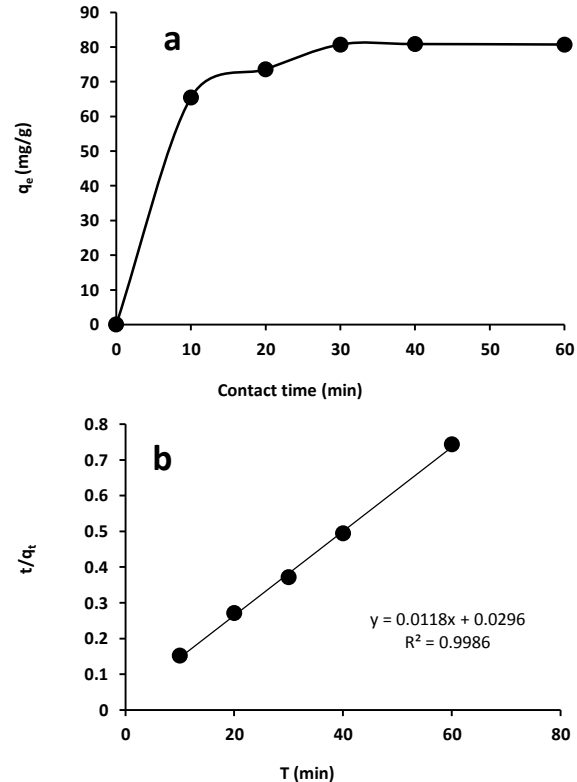 a
90
80
70
60
50
40
30
20
10
0
qₑ (mg/g)
0 10 20 30 40 50 60
Contact time (min)
b
0.8
0.7
0.6
0.5
0.4
0.3
0.2
0.1
0
t/qₜ
y = 0.0118x + 0.0296
R² = 0.9986
0 20 40 60 80
T (min)